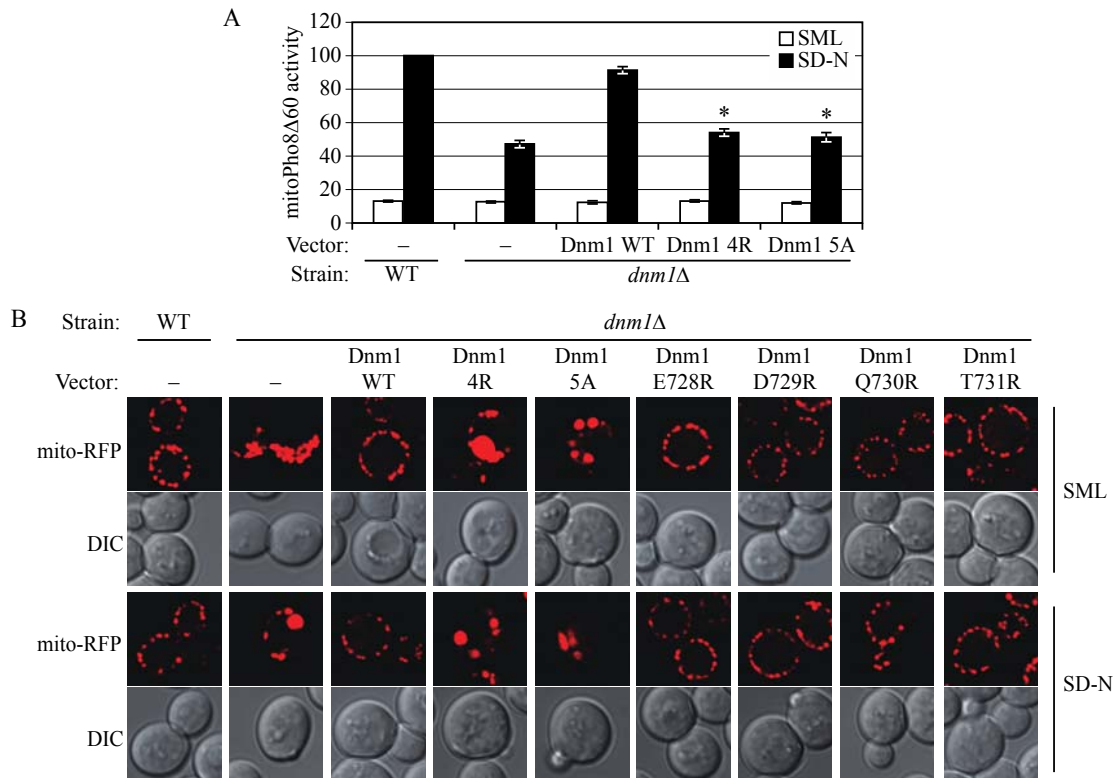 A
mitoPho8Δ60 activity
120
100
80
60
40
20
0
SML
SD-N
*
*
Vector: – – Dnm1 WT Dnm1 4R Dnm1 5A
Strain: WT dnm1Δ
B
Strain: WT dnm1Δ
Dnm1 Dnm1 Dnm1 Dnm1 Dnm1 Dnm1 Dnm1
Vector: – – WT 4R 5A E728R D729R Q730R T731R
mito-RFP
SML
DIC
mito-RFP
SD-N
DIC